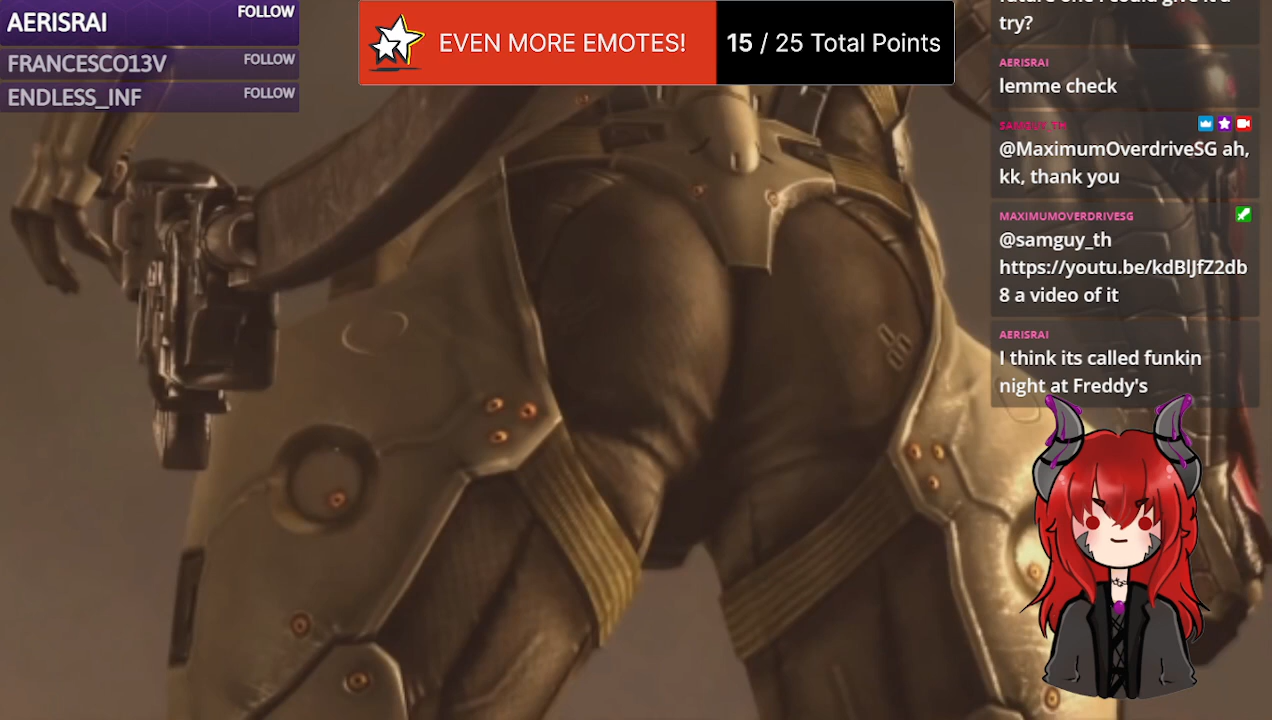 AERISRAI FOLLOW
FRANCESCO13V FOLLOW
ENDLESS_INF FOLLOW
EVEN MORE EMOTES! 15 / 25 Total Points
try?
AERISRAI
lemme check
SAMGUY_TH
@MaximumOverdriveSG ah,
kk, thank you
MAXIMUMOVERDRIVESG
@samguy_th
https://youtu.be/kdBlJfZ2db
8 a video of it
AERISRAI
I think its called funkin
night at Freddy's